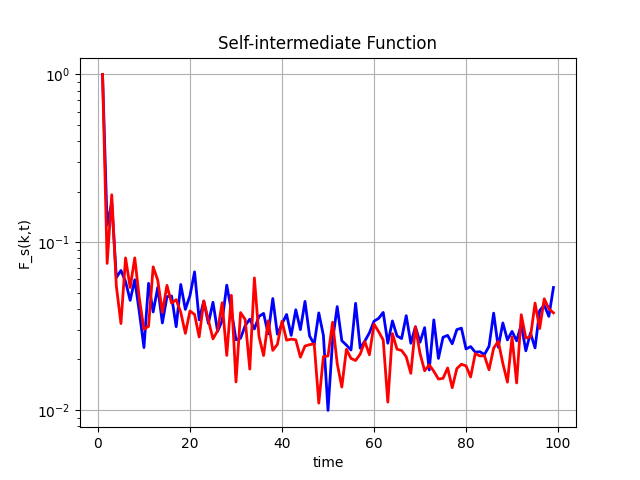 Self-intermediate Function
F_s(k,t)
10⁰
10⁻¹
10⁻²
0 20 40 60 80 100
time